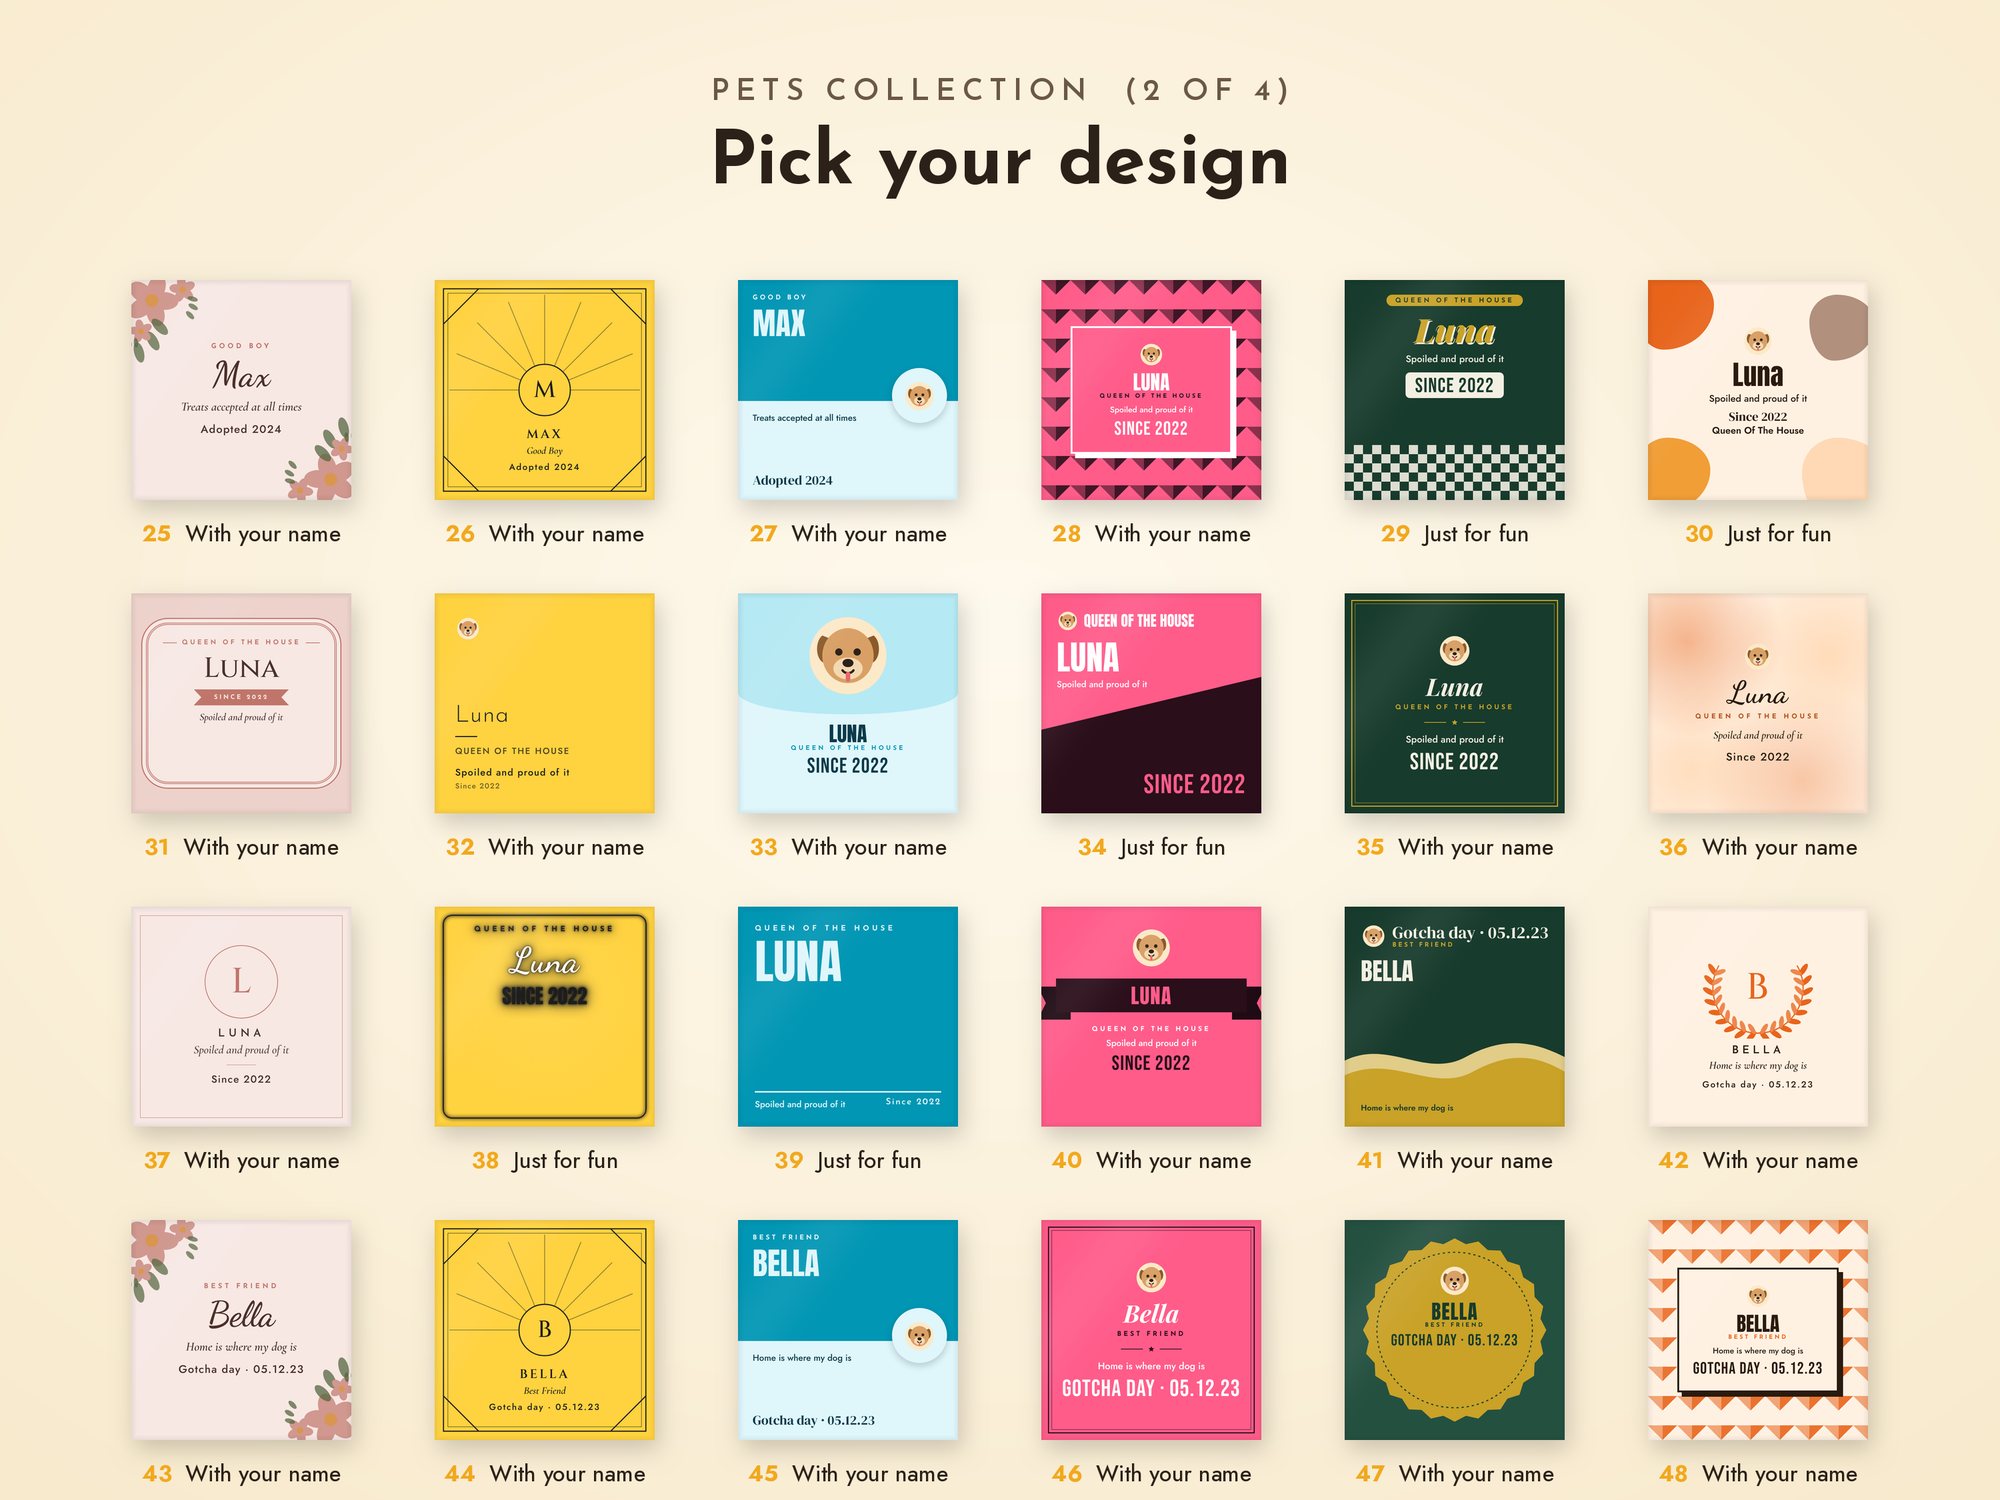 PETS COLLECTION (2 OF 4)
Pick your design
GOOD BOY
Max
Treats accepted at all times
Adopted 2024
25 With your name
M
MAX
Good Boy
Adopted 2024
26 With your name
GOOD BOY
MAX
Treats accepted at all times
Adopted 2024
27 With your name
LUNA
QUEEN OF THE HOUSE
Spoiled and proud of it
SINCE 2022
28 With your name
QUEEN OF THE HOUSE
Luna
Spoiled and proud of it
SINCE 2022
29 Just for fun
Luna
Spoiled and proud of it
Since 2022
Queen Of The House
30 Just for fun
QUEEN OF THE HOUSE
LUNA
SINCE 2022
Spoiled and proud of it
31 With your name
Luna
QUEEN OF THE HOUSE
Spoiled and proud of it
Since 2022
32 With your name
LUNA
QUEEN OF THE HOUSE
SINCE 2022
33 With your name
QUEEN OF THE HOUSE
LUNA
Spoiled and proud of it
SINCE 2022
34 Just for fun
Luna
QUEEN OF THE HOUSE
Spoiled and proud of it
SINCE 2022
35 With your name
Luna
QUEEN OF THE HOUSE
Spoiled and proud of it
Since 2022
36 With your name
L
LUNA
Spoiled and proud of it
Since 2022
37 With your name
QUEEN OF THE HOUSE
Luna
SINCE 2022
38 Just for fun
QUEEN OF THE HOUSE
LUNA
Spoiled and proud of it
Since 2022
39 Just for fun
LUNA
QUEEN OF THE HOUSE
Spoiled and proud of it
SINCE 2022
40 With your name
Gotcha day · 05.12.23
BEST FRIEND
BELLA
Home is where my dog is
41 With your name
B
BELLA
Home is where my dog is
Gotcha day · 05.12.23
42 With your name
BEST FRIEND
Bella
Home is where my dog is
Gotcha day · 05.12.23
43 With your name
B
BELLA
Best Friend
Gotcha day · 05.12.23
44 With your name
BEST FRIEND
BELLA
Home is where my dog is
Gotcha day · 05.12.23
45 With your name
Bella
BEST FRIEND
Home is where my dog is
GOTCHA DAY · 05.12.23
46 With your name
BELLA
BEST FRIEND
GOTCHA DAY · 05.12.23
47 With your name
BELLA
BEST FRIEND
Home is where my dog is
GOTCHA DAY · 05.12.23
48 With your name